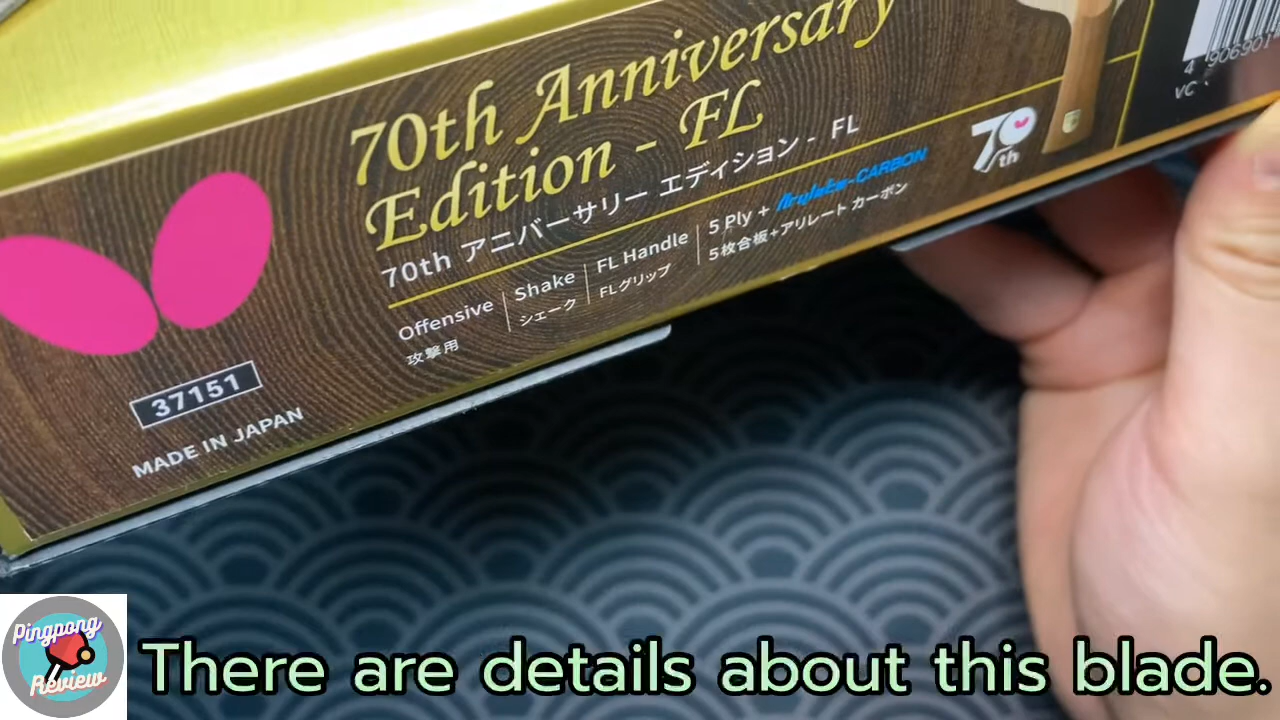 70th Anniversary
Edition - FL
70th アニバーサリー エディション - FL
Offensive
攻撃用
Shake
シェーク
FL Handle
FLグリップ
5 Ply + Arylate-CARBON
5枚合板+アリレート カーボン
70th
37151
MADE IN JAPAN
VC
Pingpong
Review
There are details about this blade.